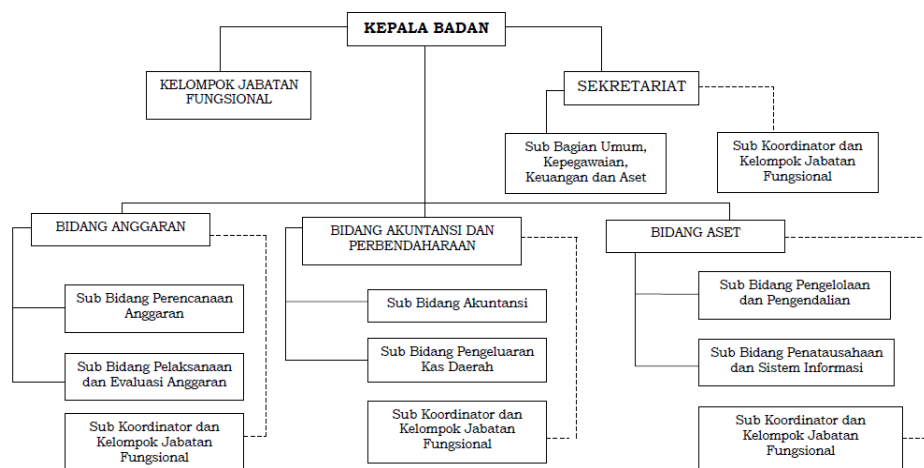 KEPALA BADAN
KELOMPOK JABATAN
FUNGSIONAL
SEKRETARIAT
Sub Bagian Umum,
Kepegawaian,
Keuangan dan Aset
Sub Koordinator dan
Kelompok Jabatan
Fungsional
BIDANG ANGGARAN
BIDANG AKUNTANSI DAN
PERBENDAHARAAN
BIDANG ASET
Sub Bidang Perencanaan
Anggaran
Sub Bidang Pelaksanaan
dan Evaluasi Anggaran
Sub Koordinator dan
Kelompok Jabatan
Fungsional
Sub Bidang Akuntansi
Sub Bidang Pengeluaran
Kas Daerah
Sub Koordinator dan
Kelompok Jabatan
Fungsional
Sub Bidang Pengelolaan
dan Pengendalian
Sub Bidang Penatausahaan
dan Sistem Informasi
Sub Koordinator dan
Kelompok Jabatan
Fungsional